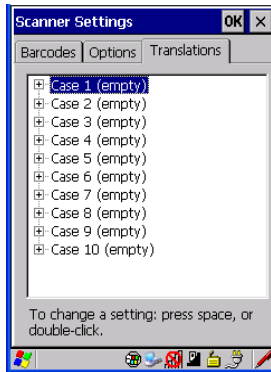 Scanner Settings OK ×
Barcodes Options Translations
Case 1 (empty)
Case 2 (empty)
Case 3 (empty)
Case 4 (empty)
Case 5 (empty)
Case 6 (empty)
Case 7 (empty)
Case 8 (empty)
Case 9 (empty)
Case 10 (empty)
To change a setting: press space, or
double-click.